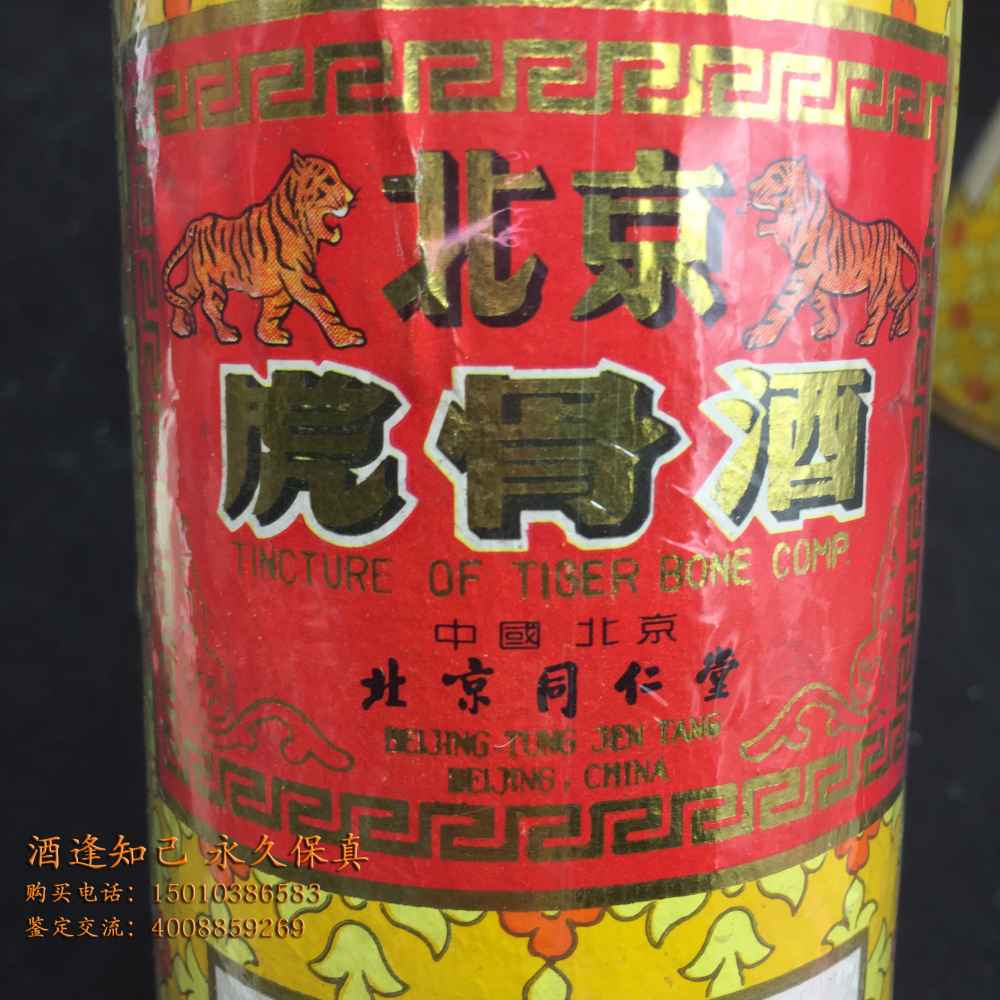 北京
虎骨酒
TINCTURE OF TIGER BONE COMP.
中國 北京
北京同仁堂
BEIJING TUNG JEN TANG
BEIJING, CHINA
酒逢知己 永久保真
购买电话：15010386583
鉴定交流：4008859269